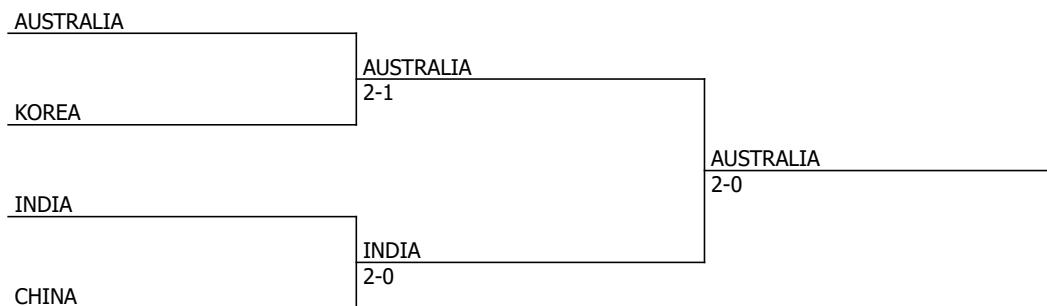 AUSTRALIA
AUSTRALIA
2-1
KOREA
AUSTRALIA
2-0
INDIA
INDIA
2-0
CHINA